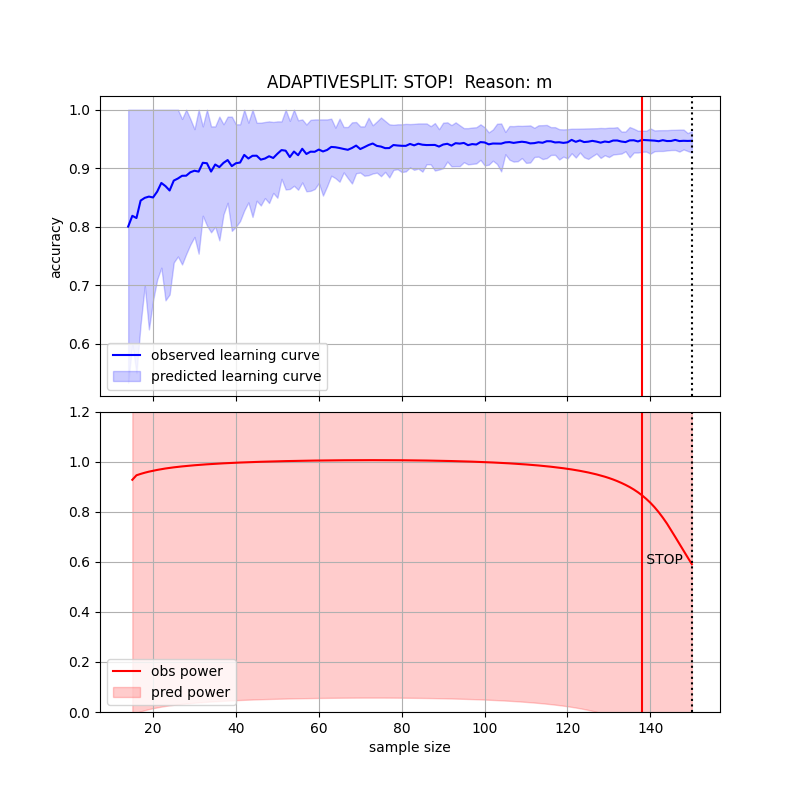 ADAPTIVESPLIT: STOP!  Reason: m
1.0
0.9
0.8
0.7
0.6
accuracy
observed learning curve
predicted learning curve
1.2
1.0
0.8
0.6
0.4
0.2
0.0
STOP
obs power
pred power
20 40 60 80 100 120 140
sample size